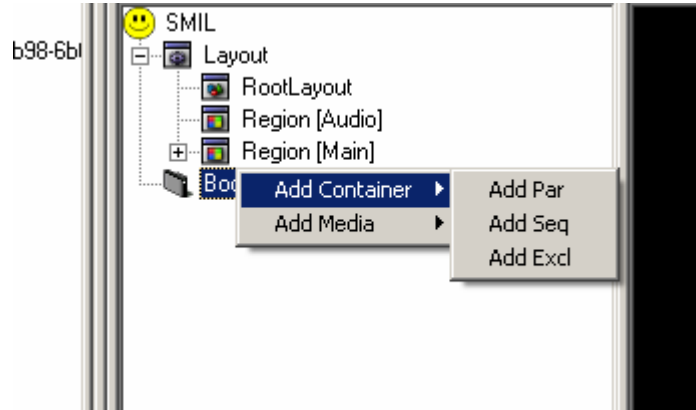 SMIL
b98-6b
Layout
RootLayout
Region [Audio]
Region [Main]
Add Container
Add Par
Add Media
Add Seq
Add Excl